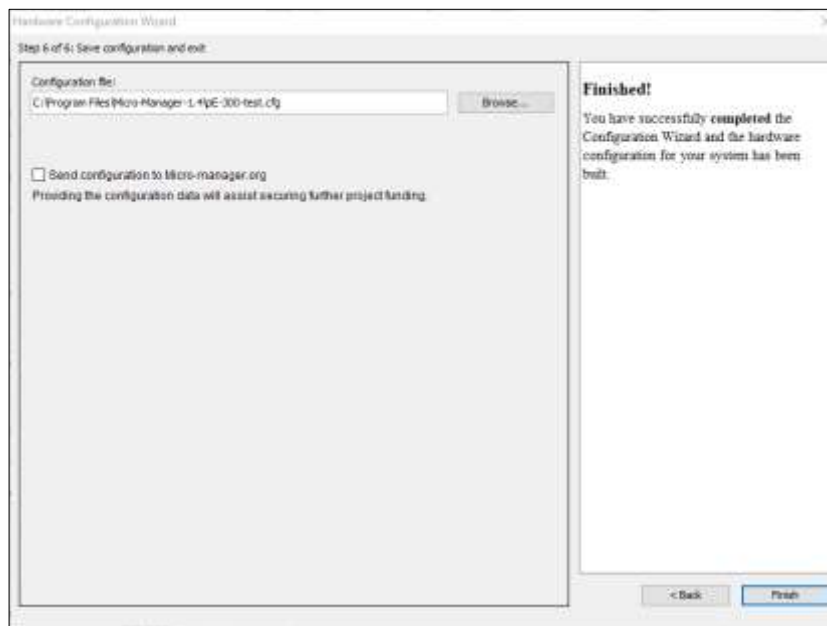 Hardware Configuration Wizard
Step 6 of 6: Save configuration and exit
Configuration file:
C:\Program Files\Micro-Manager-1.4\pE-300-test.cfg
Browse...
Send configuration to Micro-manager.org
Providing the configuration data will assist securing further project funding.
Finished!
You have successfully completed the
Configuration Wizard and the hardware
configuration for your system has been
built.
< Back
Finish